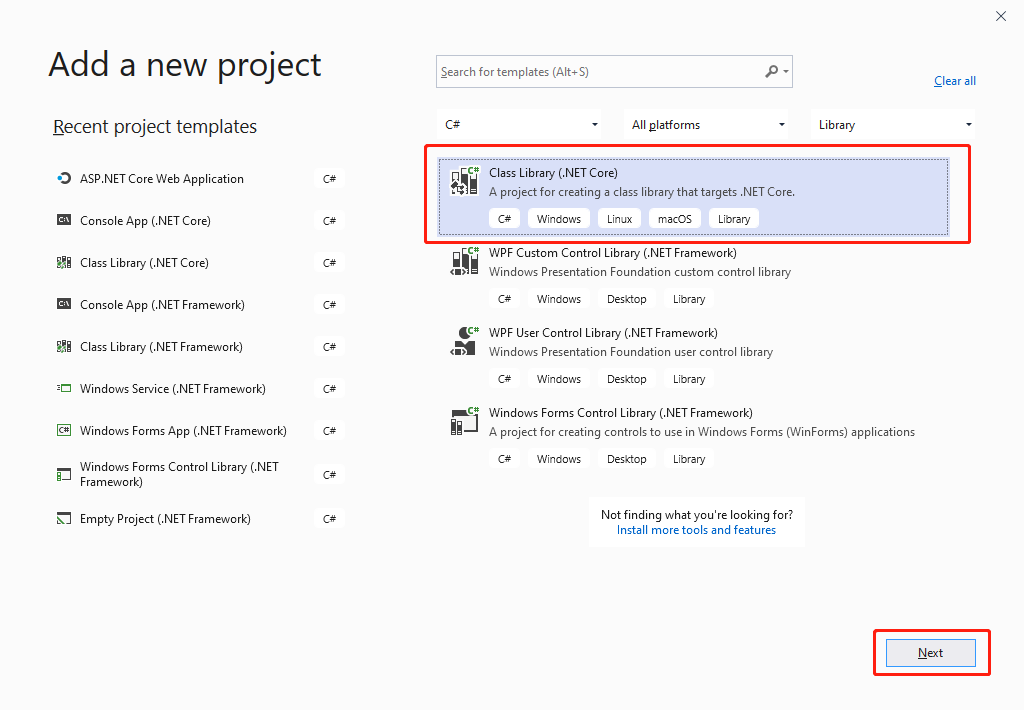 Add a new project
Search for templates (Alt+S)
Clear all
Recent project templates
C#
All platforms
Library
ASP.NET Core Web Application
C#
Console App (.NET Core)
C#
Class Library (.NET Core)
C#
Console App (.NET Framework)
C#
Class Library (.NET Framework)
C#
Windows Service (.NET Framework)
C#
Windows Forms App (.NET Framework)
C#
Windows Forms Control Library (.NET
Framework)
C#
Empty Project (.NET Framework)
C#
Class Library (.NET Core)
A project for creating a class library that targets .NET Core.
C# Windows Linux macOS Library
WPF Custom Control Library (.NET Framework)
Windows Presentation Foundation custom control library
C# Windows Desktop Library
WPF User Control Library (.NET Framework)
Windows Presentation Foundation user control library
C# Windows Desktop Library
Windows Forms Control Library (.NET Framework)
A project for creating controls to use in Windows Forms (WinForms) applications
C# Windows Desktop Library
Not finding what you're looking for?
Install more tools and features
Next